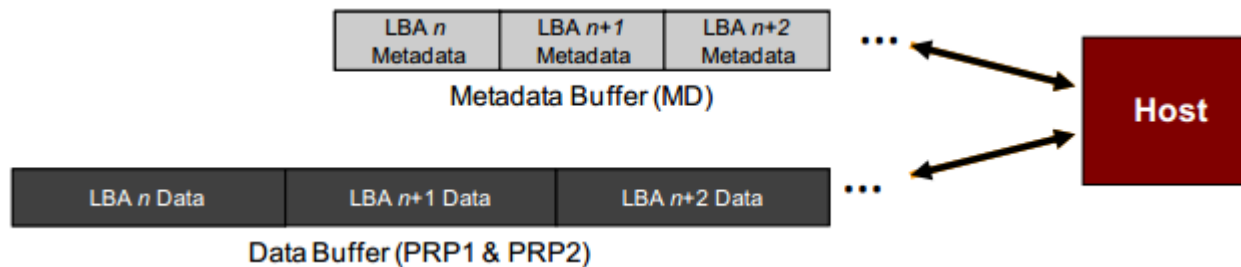 LBA n
Metadata
LBA n+1
Metadata
LBA n+2
Metadata
...
Metadata Buffer (MD)
Host
LBA n Data
LBA n+1 Data
LBA n+2 Data
...
Data Buffer (PRP1 & PRP2)